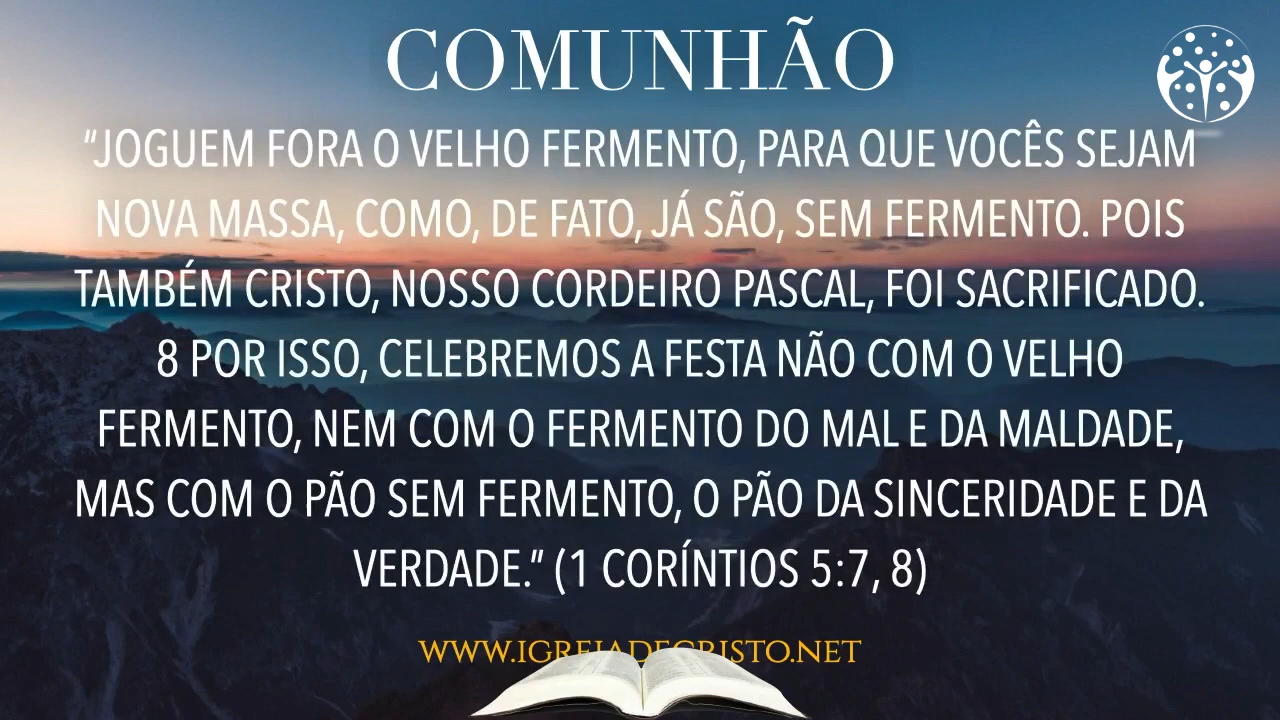 COMUNHÃO
“JOGUEM FORA O VELHO FERMENTO, PARA QUE VOCÊS SEJAM
NOVA MASSA, COMO, DE FATO, JÁ SÃO, SEM FERMENTO. POIS
TAMBÉM CRISTO, NOSSO CORDEIRO PASCAL, FOI SACRIFICADO.
8 POR ISSO, CELEBREMOS A FESTA NÃO COM O VELHO
FERMENTO, NEM COM O FERMENTO DO MAL E DA MALDADE,
MAS COM O PÃO SEM FERMENTO, O PÃO DA SINCERIDADE E DA
VERDADE.” (1 CORÍNTIOS 5:7, 8)
WWW.IGREJADECRISTO.NET